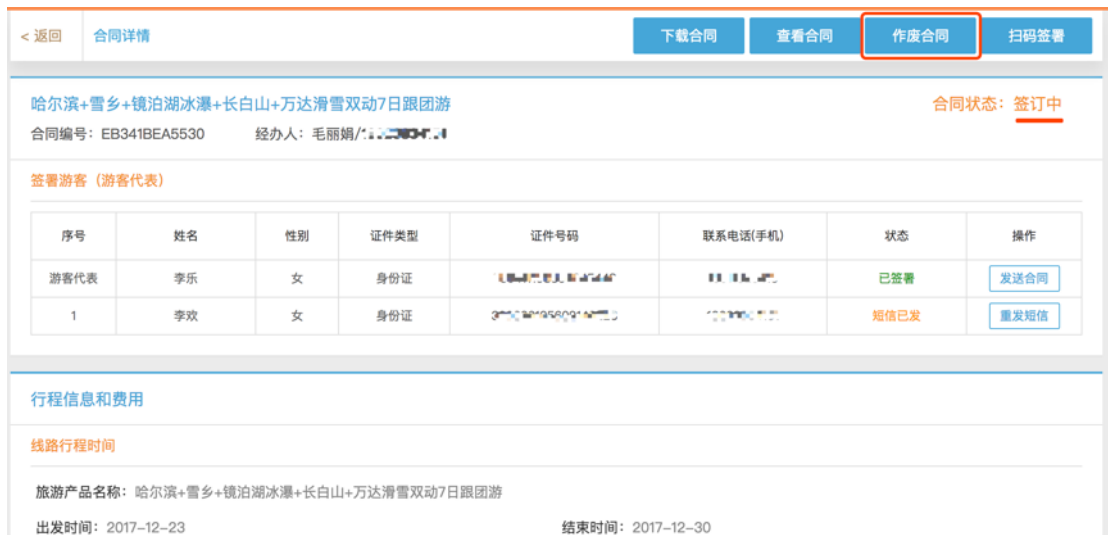 < 返回 合同详情 下载合同 查看合同 作废合同 扫码签署
哈尔滨+雪乡+镜泊湖冰瀑+长白山+万达滑雪双动7日跟团游 合同状态：签订中
合同编号：EB341BEA5530 经办人：毛丽娟/
签署游客（游客代表）
序号 姓名 性别 证件类型 证件号码 联系电话(手机) 状态 操作
游客代表 李乐 女 身份证 已签署 发送合同
1 李欢 女 身份证 短信已发 重发短信
行程信息和费用
线路行程时间
旅游产品名称：哈尔滨+雪乡+镜泊湖冰瀑+长白山+万达滑雪双动7日跟团游
出发时间：2017-12-23 结束时间：2017-12-30